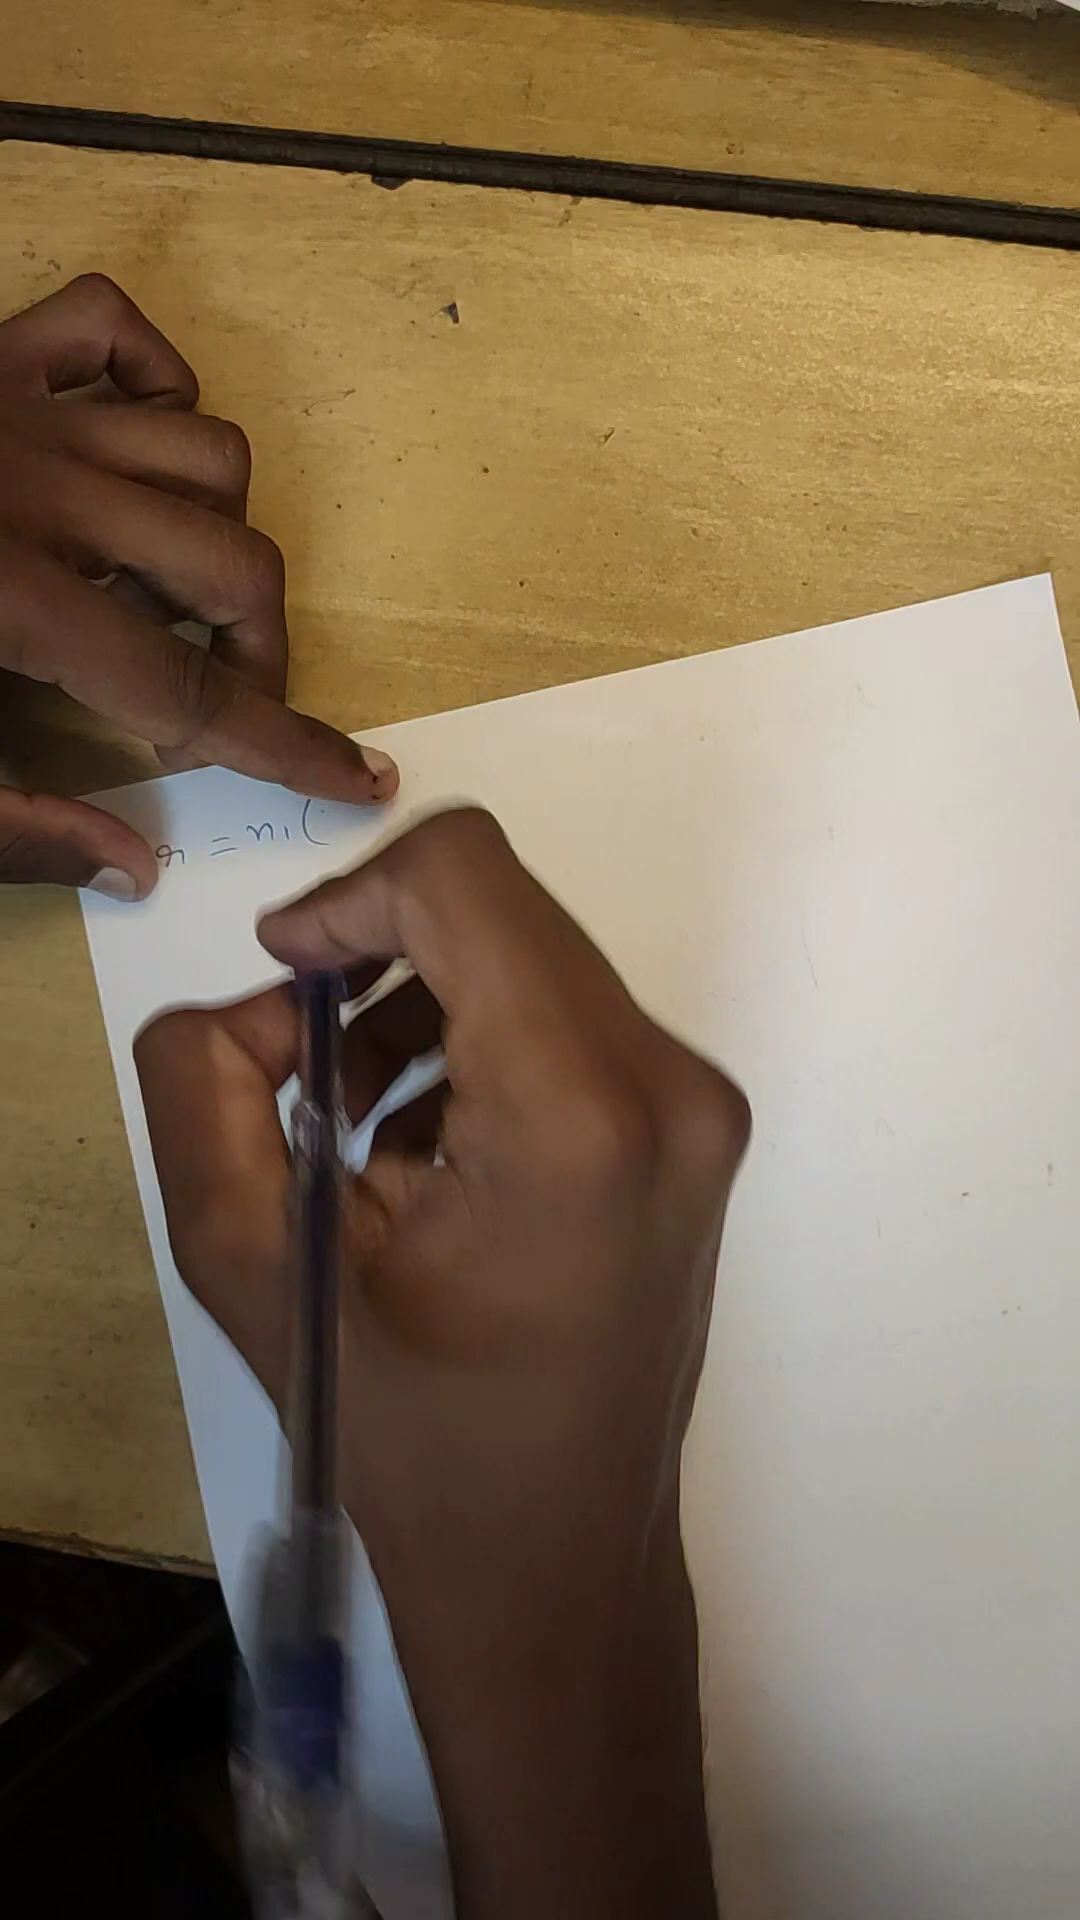 r = n₁(